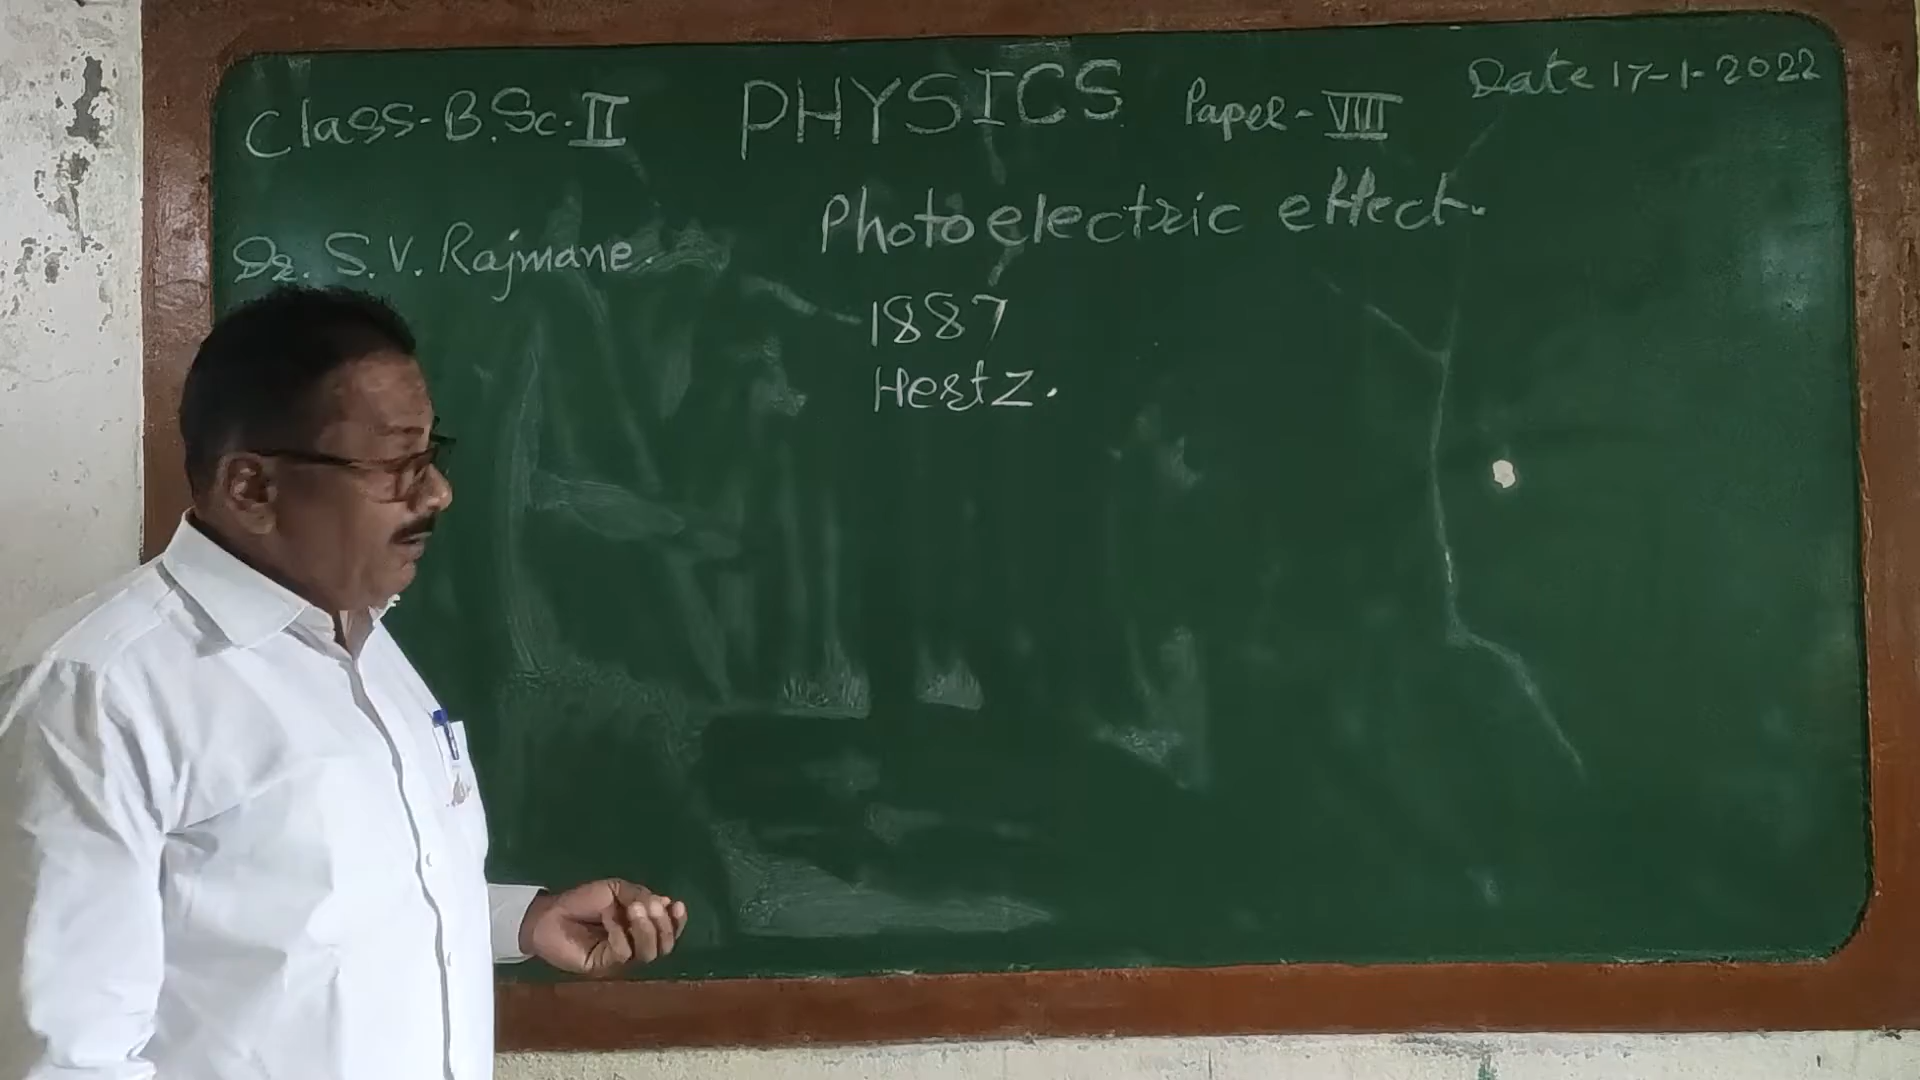 Class-B.Sc.II PHYSICS Paper-VIII Date 17-1-2022
Dr. S.V. Rajmane.
Photoelectric effect.
1887
Hertz.